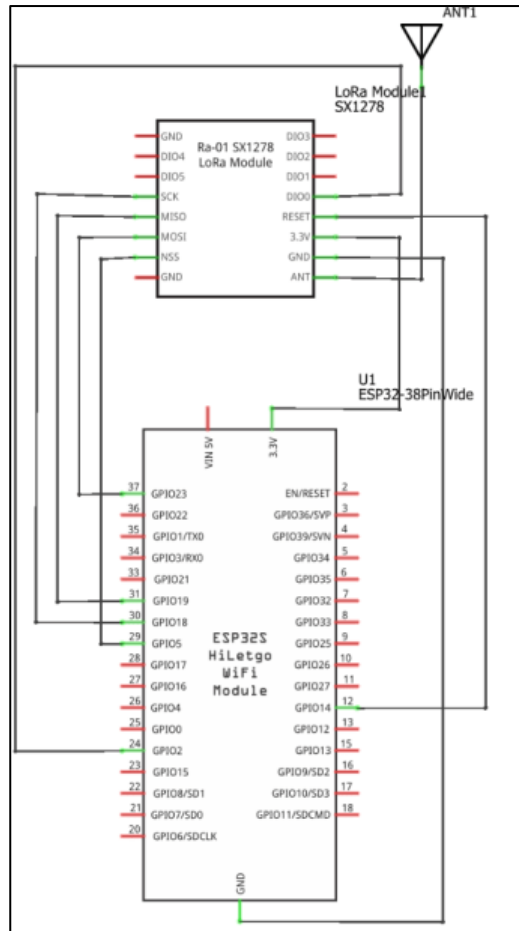 ANT1
LoRa Module1
SX1278
Ra-01 SX1278
LoRa Module
GND
DIO4
DIO5
SCK
MISO
MOSI
NSS
GND
DIO3
DIO2
DIO1
DIO0
RESET
3.3V
GND
ANT
U1
ESP32-38PinWide
VIN 5V
3.3V
37 GPIO23
36 GPIO22
35 GPIO1/TX0
34 GPIO3/RX0
33 GPIO21
31 GPIO19
30 GPIO18
29 GPIO5
28 GPIO17
27 GPIO16
26 GPIO4
25 GPIO0
24 GPIO2
23 GPIO15
22 GPIO8/SD1
21 GPIO7/SD0
20 GPIO6/SDCLK
ESP32S
HiLetgo
WiFi
Module
EN/RESET 2
GPIO36/SVP 3
GPIO39/SVN 4
GPIO34 5
GPIO35 6
GPIO32 7
GPIO33 8
GPIO25 9
GPIO26 10
GPIO27 11
GPIO14 12
GPIO12 13
GPIO13 15
GPIO9/SD2 16
GPIO10/SD3 17
GPIO11/SDCMD 18
GND